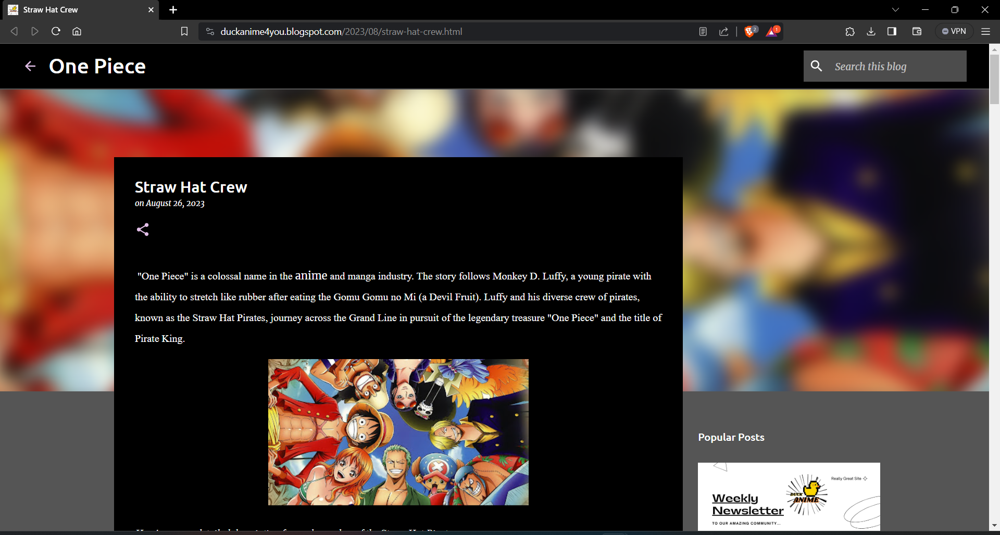 Straw Hat Crew
duckanime4you.blogspot.com/2023/08/straw-hat-crew.html
2
1
VPN
One Piece
Search this blog
Straw Hat Crew
on August 26, 2023
"One Piece" is a colossal name in the anime and manga industry. The story follows Monkey D. Luffy, a young pirate with
the ability to stretch like rubber after eating the Gomu Gomu no Mi (a Devil Fruit). Luffy and his diverse crew of pirates,
known as the Straw Hat Pirates, journey across the Grand Line in pursuit of the legendary treasure "One Piece" and the title of
Pirate King.
Popular Posts
Really Great Site
DUCK
ANIME
Weekly
Newsletter
TO OUR AMAZING COMMUNITY...